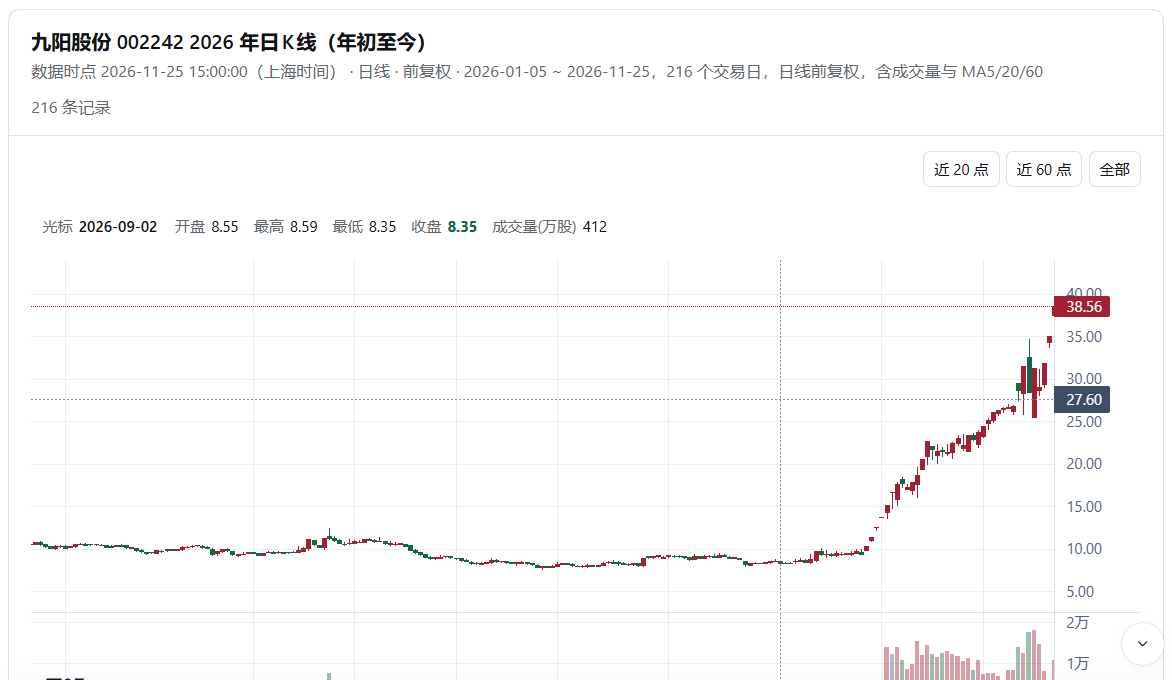 九阳股份 002242 2026 年日K线（年初至今）
数据时点 2026-11-25 15:00:00（上海时间） · 日线 · 前复权 · 2026-01-05 ~ 2026-11-25，216 个交易日，日线前复权，含成交量与 MA5/20/60
216 条记录
近 20 点 近 60 点 全部
光标 2026-09-02 开盘 8.55 最高 8.59 最低 8.35 收盘 8.35 成交量(万股) 412
40.00
38.56
35.00
30.00
27.60
25.00
20.00
15.00
10.00
5.00
2万
1万